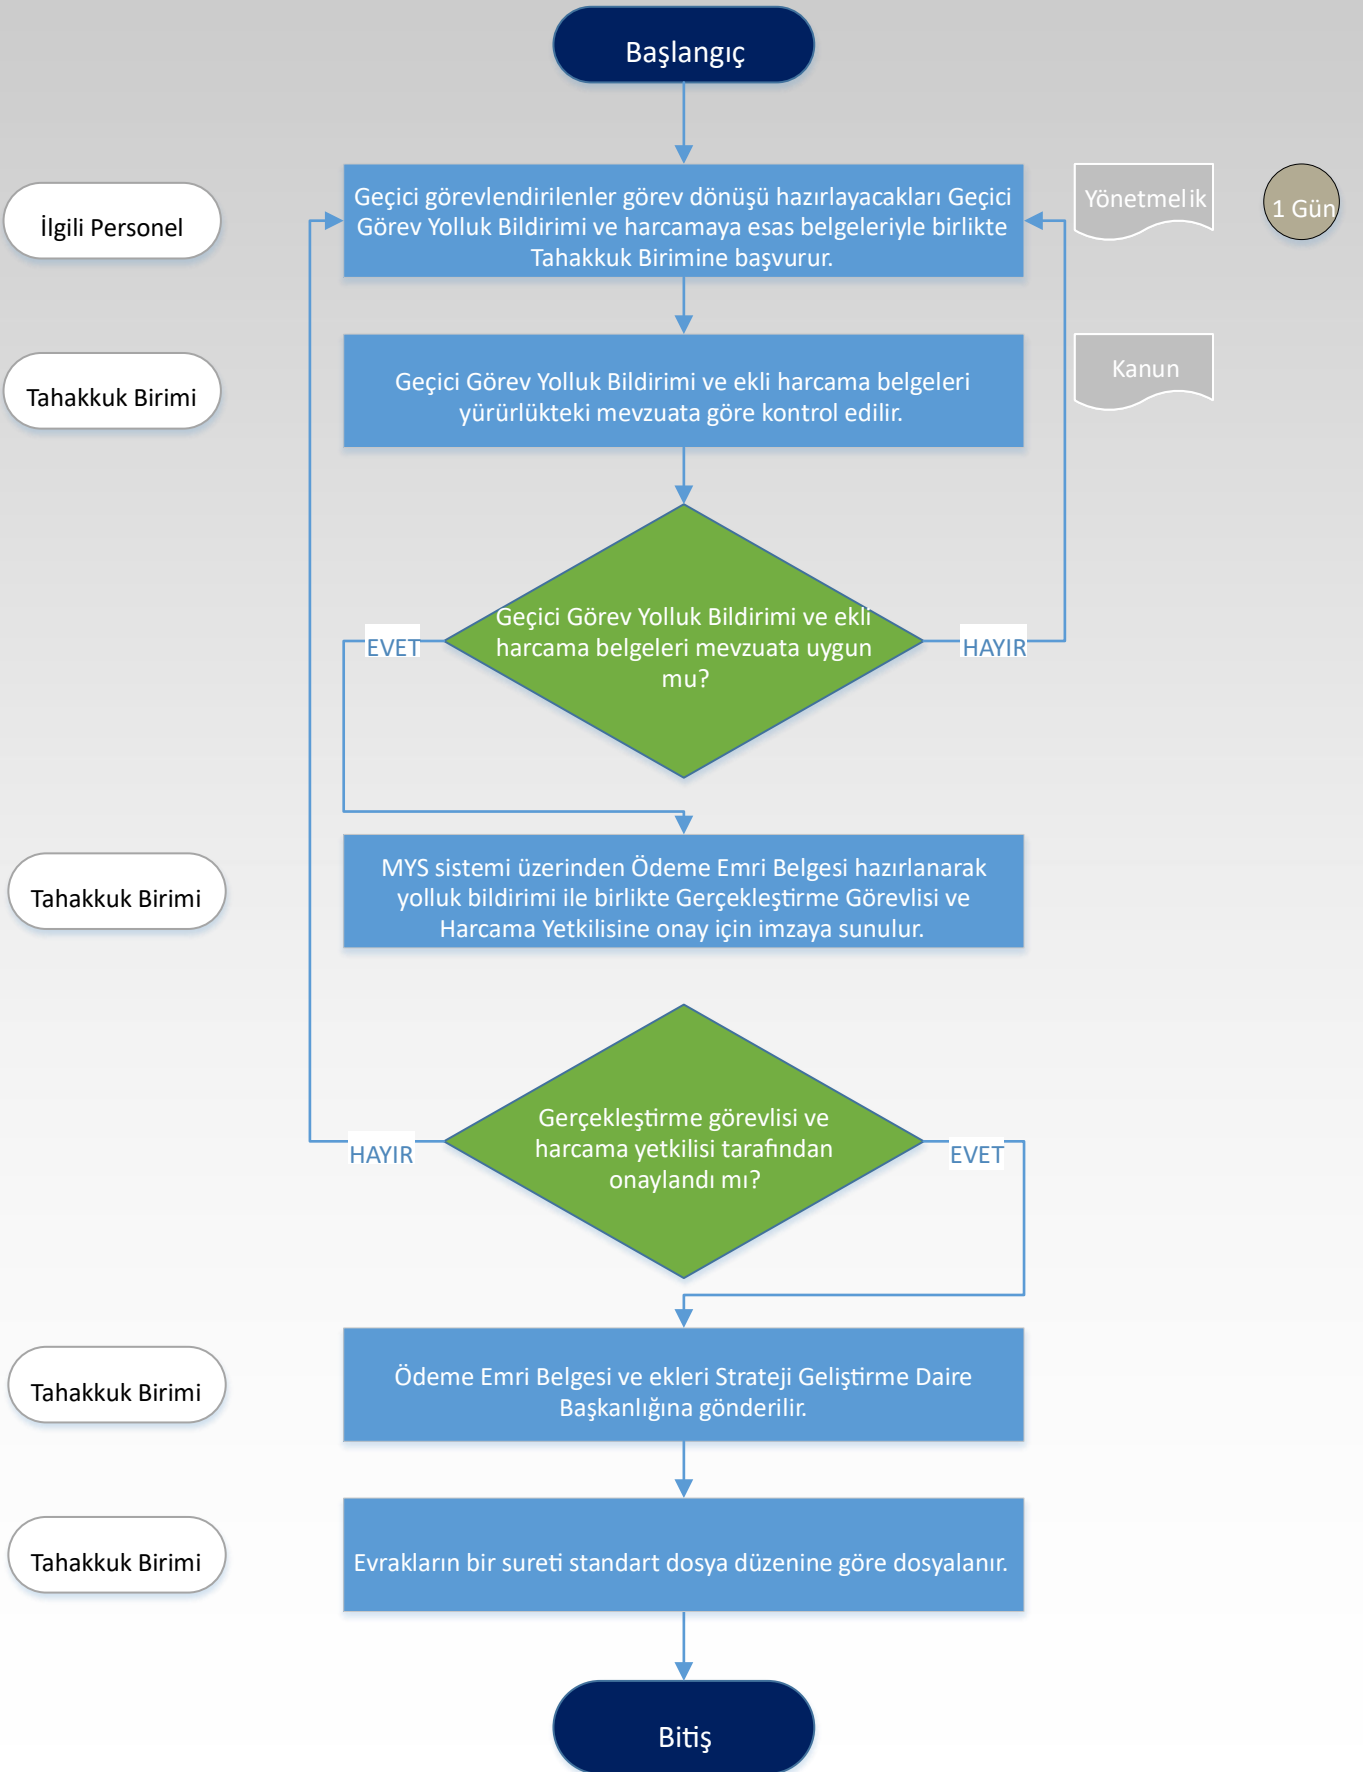 Başlangıç
İlgili Personel
Geçici görevlendirilenler görev dönüşü hazırlayacakları Geçici
Görev Yolluk Bildirimi ve harcamaya esas belgeleriyle birlikte
Tahakkuk Birimine başvurur.
Yönetmelik
1 Gün
Tahakkuk Birimi
Geçici Görev Yolluk Bildirimi ve ekli harcama belgeleri
yürürlükteki mevzuata göre kontrol edilir.
Kanun
EVET
Geçici Görev Yolluk Bildirimi ve ekli
harcama belgeleri mevzuata uygun
mu?
HAYIR
Tahakkuk Birimi
MYS sistemi üzerinden Ödeme Emri Belgesi hazırlanarak
yolluk bildirimi ile birlikte Gerçekleştirme Görevlisi ve
Harcama Yetkilisine onay için imzaya sunulur.
HAYIR
Gerçekleştirme görevlisi ve
harcama yetkilisi tarafından
onaylandı mı?
EVET
Tahakkuk Birimi
Ödeme Emri Belgesi ve ekleri Strateji Geliştirme Daire
Başkanlığına gönderilir.
Tahakkuk Birimi
Evrakların bir sureti standart dosya düzenine göre dosyalanır.
Bitiş